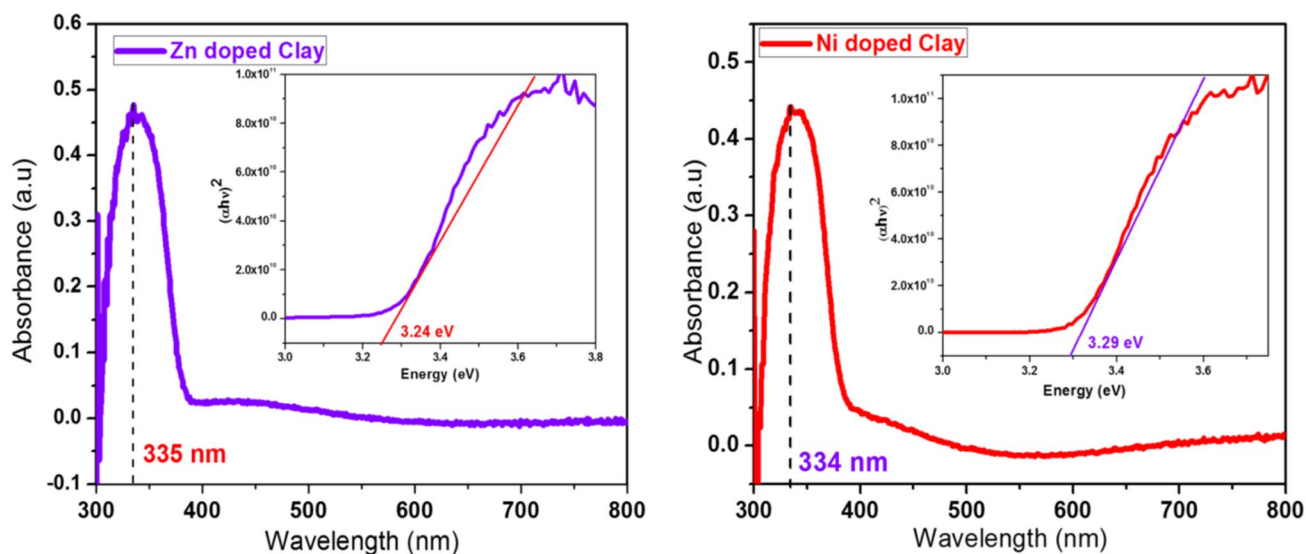 Zn doped Clay
Absorbance (a.u)
0.6
0.5
0.4
0.3
0.2
0.1
0.0
-0.1
335 nm
300 400 500 600 700 800
Wavelength (nm)
(αhν)²
1.0x10¹¹
8.0x10¹⁰
6.0x10¹⁰
4.0x10¹⁰
2.0x10¹⁰
0.0
3.24 eV
3.0 3.2 3.4 3.6 3.8
Energy (eV)
Ni doped Clay
Absorbance (a.u)
0.5
0.4
0.3
0.2
0.1
0.0
334 nm
300 400 500 600 700 800
Wavelength (nm)
(αhν)²
1.0x10¹¹
8.0x10¹⁰
6.0x10¹⁰
4.0x10¹⁰
2.0x10¹⁰
0.0
3.29 eV
3.0 3.2 3.4 3.6
Energy (eV)